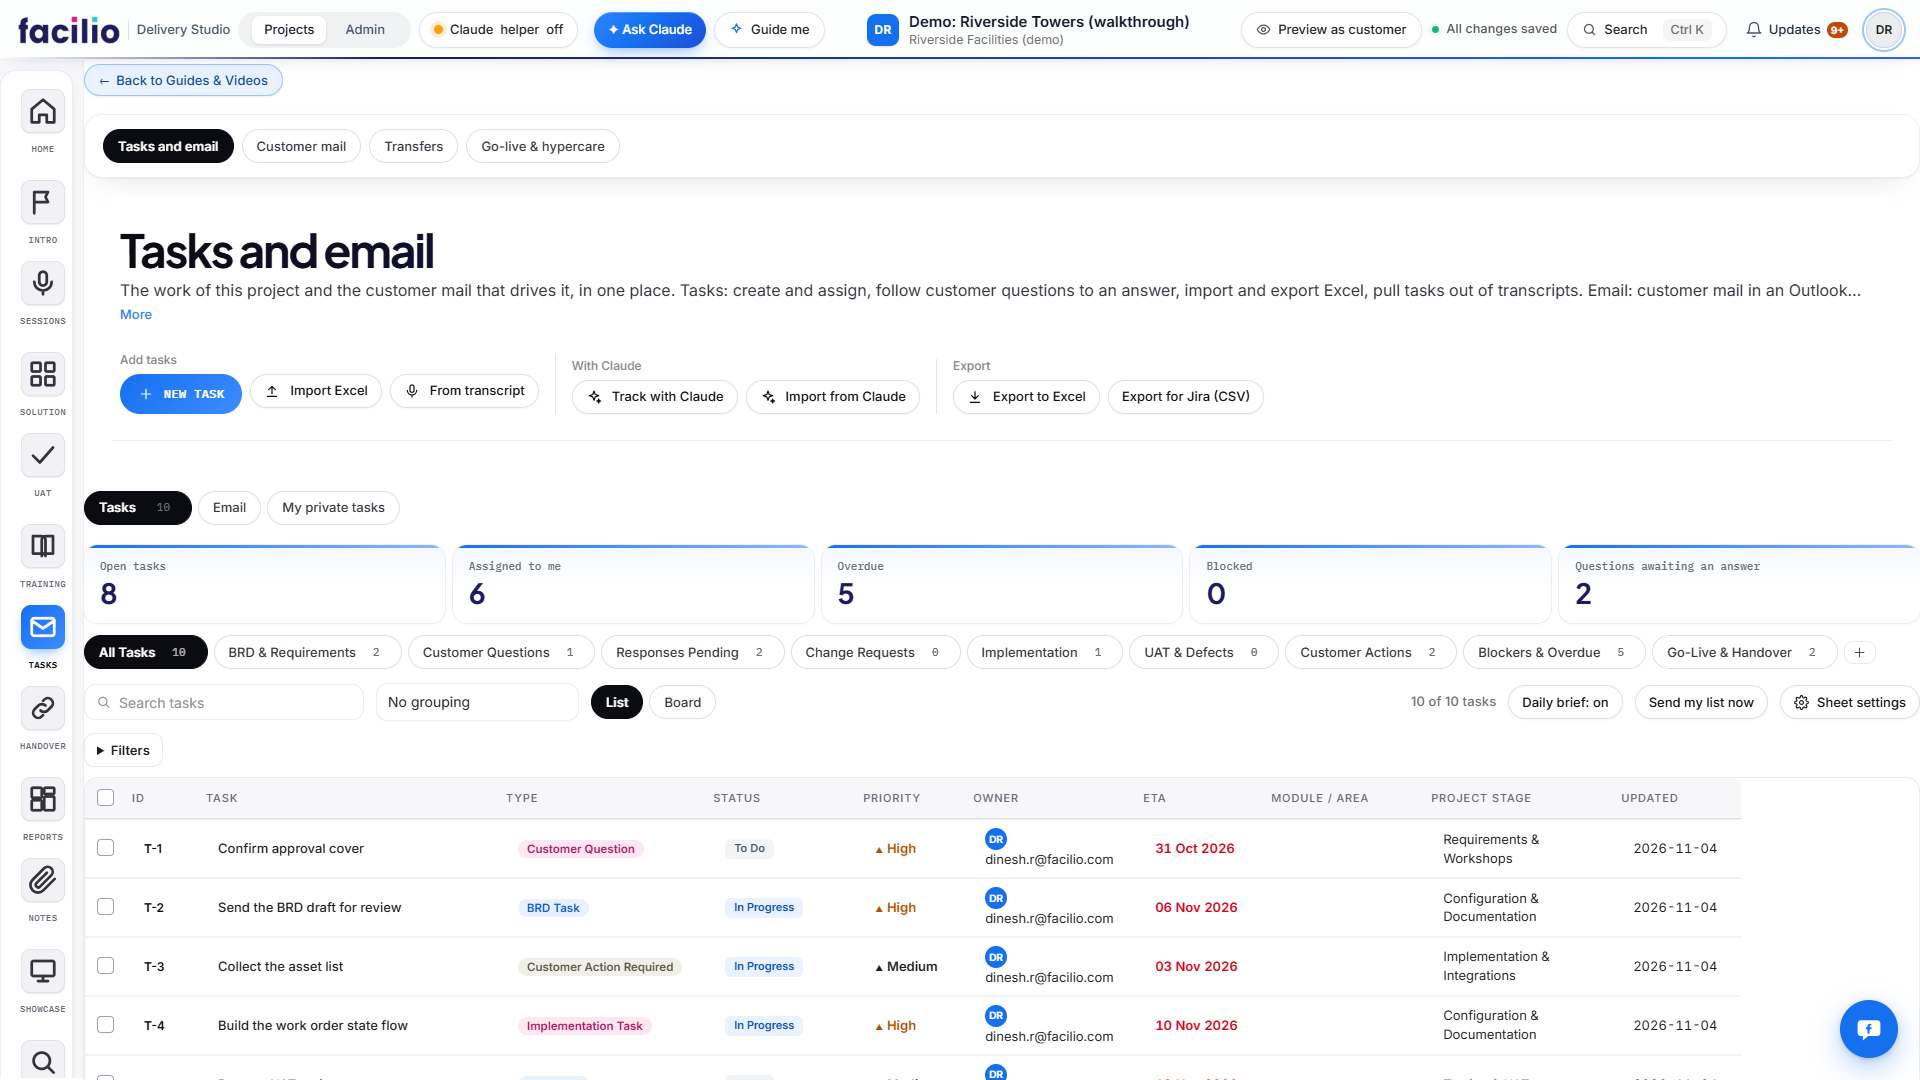 facilio
Delivery Studio
Projects
Admin
Claude helper off
✦ Ask Claude
Guide me
DR
Demo: Riverside Towers (walkthrough)
Riverside Facilities (demo)
Preview as customer
All changes saved
Search
Ctrl K
Updates
9+
DR
← Back to Guides & Videos
HOME
INTRO
SESSIONS
SOLUTION
UAT
TRAINING
TASKS
HANDOVER
REPORTS
NOTES
SHOWCASE
Tasks and email
Customer mail
Transfers
Go-live & hypercare
Tasks and email
The work of this project and the customer mail that drives it, in one place. Tasks: create and assign, follow customer questions to an answer, import and export Excel, pull tasks out of transcripts. Email: customer mail in an Outlook…
More
Add tasks
NEW TASK
Import Excel
From transcript
With Claude
Track with Claude
Import from Claude
Export
Export to Excel
Export for Jira (CSV)
Tasks 10
Email
My private tasks
Open tasks
8
Assigned to me
6
Overdue
5
Blocked
0
Questions awaiting an answer
2
All Tasks 10
BRD & Requirements 2
Customer Questions 1
Responses Pending 2
Change Requests 0
Implementation 1
UAT & Defects 0
Customer Actions 2
Blockers & Overdue 5
Go-Live & Handover 2
+
Search tasks
No grouping
List
Board
10 of 10 tasks
Daily brief: on
Send my list now
Sheet settings
▸ Filters
ID TASK TYPE STATUS PRIORITY OWNER ETA MODULE / AREA PROJECT STAGE UPDATED
T-1 Confirm approval cover Customer Question To Do ▲ High DR dinesh.r@facilio.com 31 Oct 2026 Requirements & Workshops 2026-11-04
T-2 Send the BRD draft for review BRD Task In Progress ▲ High DR dinesh.r@facilio.com 06 Nov 2026 Configuration & Documentation 2026-11-04
T-3 Collect the asset list Customer Action Required In Progress ▲ Medium DR dinesh.r@facilio.com 03 Nov 2026 Implementation & Integrations 2026-11-04
T-4 Build the work order state flow Implementation Task In Progress ▲ High DR dinesh.r@facilio.com 10 Nov 2026 Configuration & Documentation 2026-11-04
DR